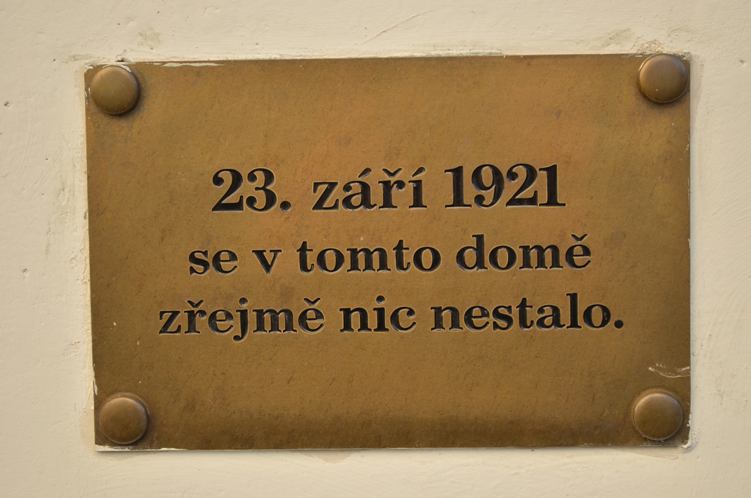 23. září 1921
se v tomto domě
zřejmě nic nestalo.